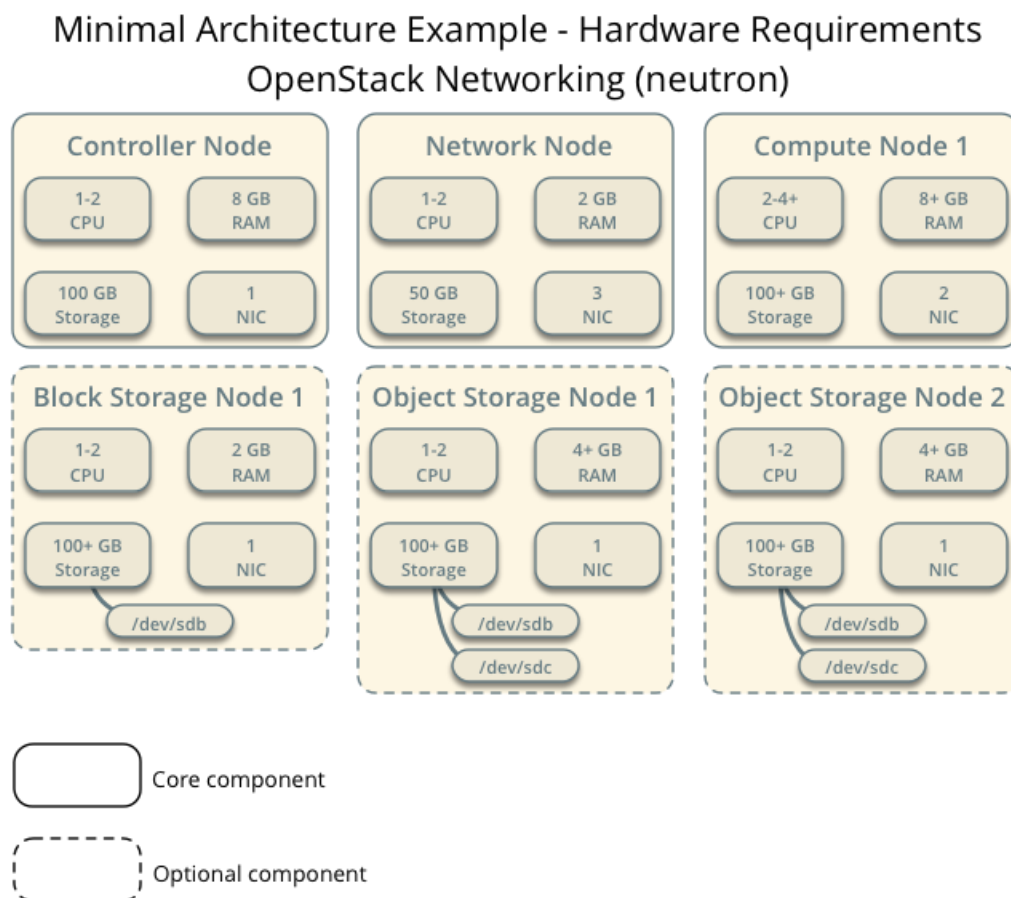 Minimal Architecture Example - Hardware Requirements
OpenStack Networking (neutron)
Controller Node
1-2
CPU
8 GB
RAM
100 GB
Storage
1
NIC
Network Node
1-2
CPU
2 GB
RAM
50 GB
Storage
3
NIC
Compute Node 1
2-4+
CPU
8+ GB
RAM
100+ GB
Storage
2
NIC
Block Storage Node 1
1-2
CPU
2 GB
RAM
100+ GB
Storage
1
NIC
/dev/sdb
Object Storage Node 1
1-2
CPU
4+ GB
RAM
100+ GB
Storage
1
NIC
/dev/sdb
/dev/sdc
Object Storage Node 2
1-2
CPU
4+ GB
RAM
100+ GB
Storage
1
NIC
/dev/sdb
/dev/sdc
Core component
Optional component